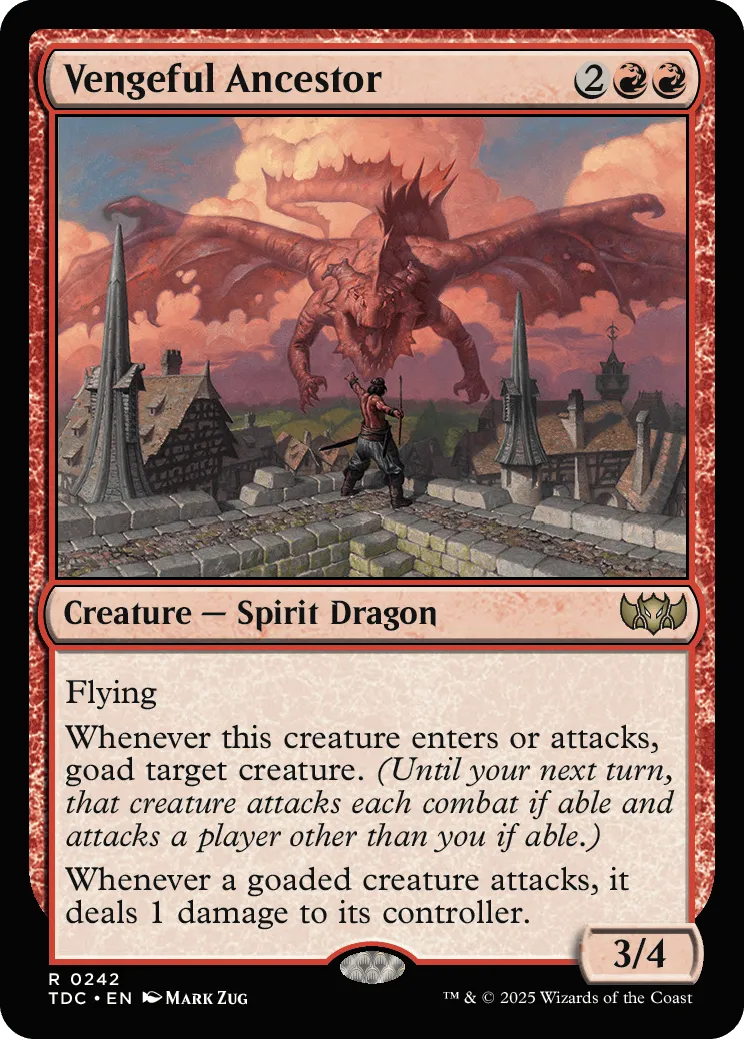 Vengeful Ancestor 2
Creature — Spirit Dragon
Flying
Whenever this creature enters or attacks,
goad target creature. (Until your next turn,
that creature attacks each combat if able and
attacks a player other than you if able.)
Whenever a goaded creature attacks, it
deals 1 damage to its controller.
3/4
R 0242
TDC • EN Mark Zug
™ & © 2025 Wizards of the Coast